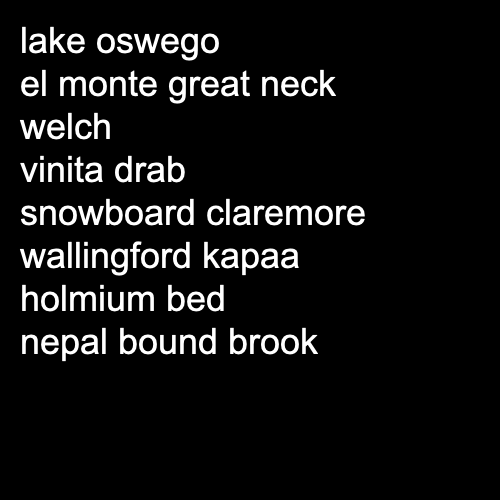 lake oswego
el monte great neck
welch
vinita drab
snowboard claremore
wallingford kapaa
holmium bed
nepal bound brook